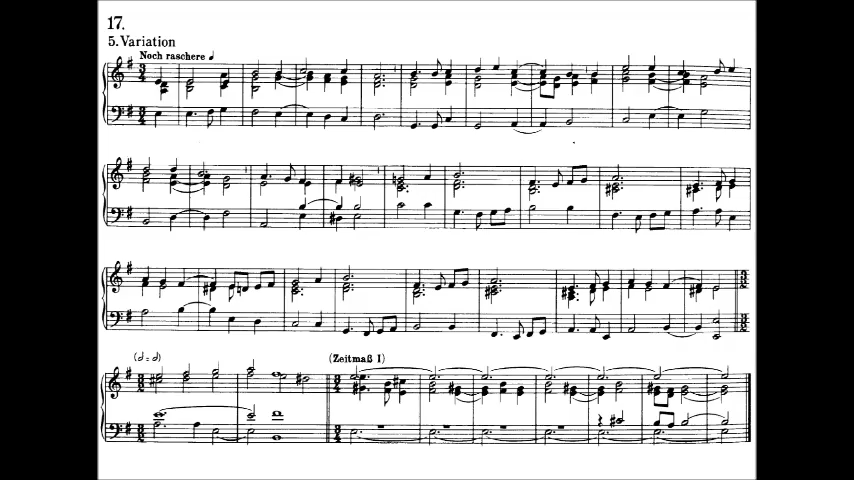 17.
5. Variation
Noch raschere
(𝅗𝅥 = 𝅗𝅥)
(Zeitmaß I)